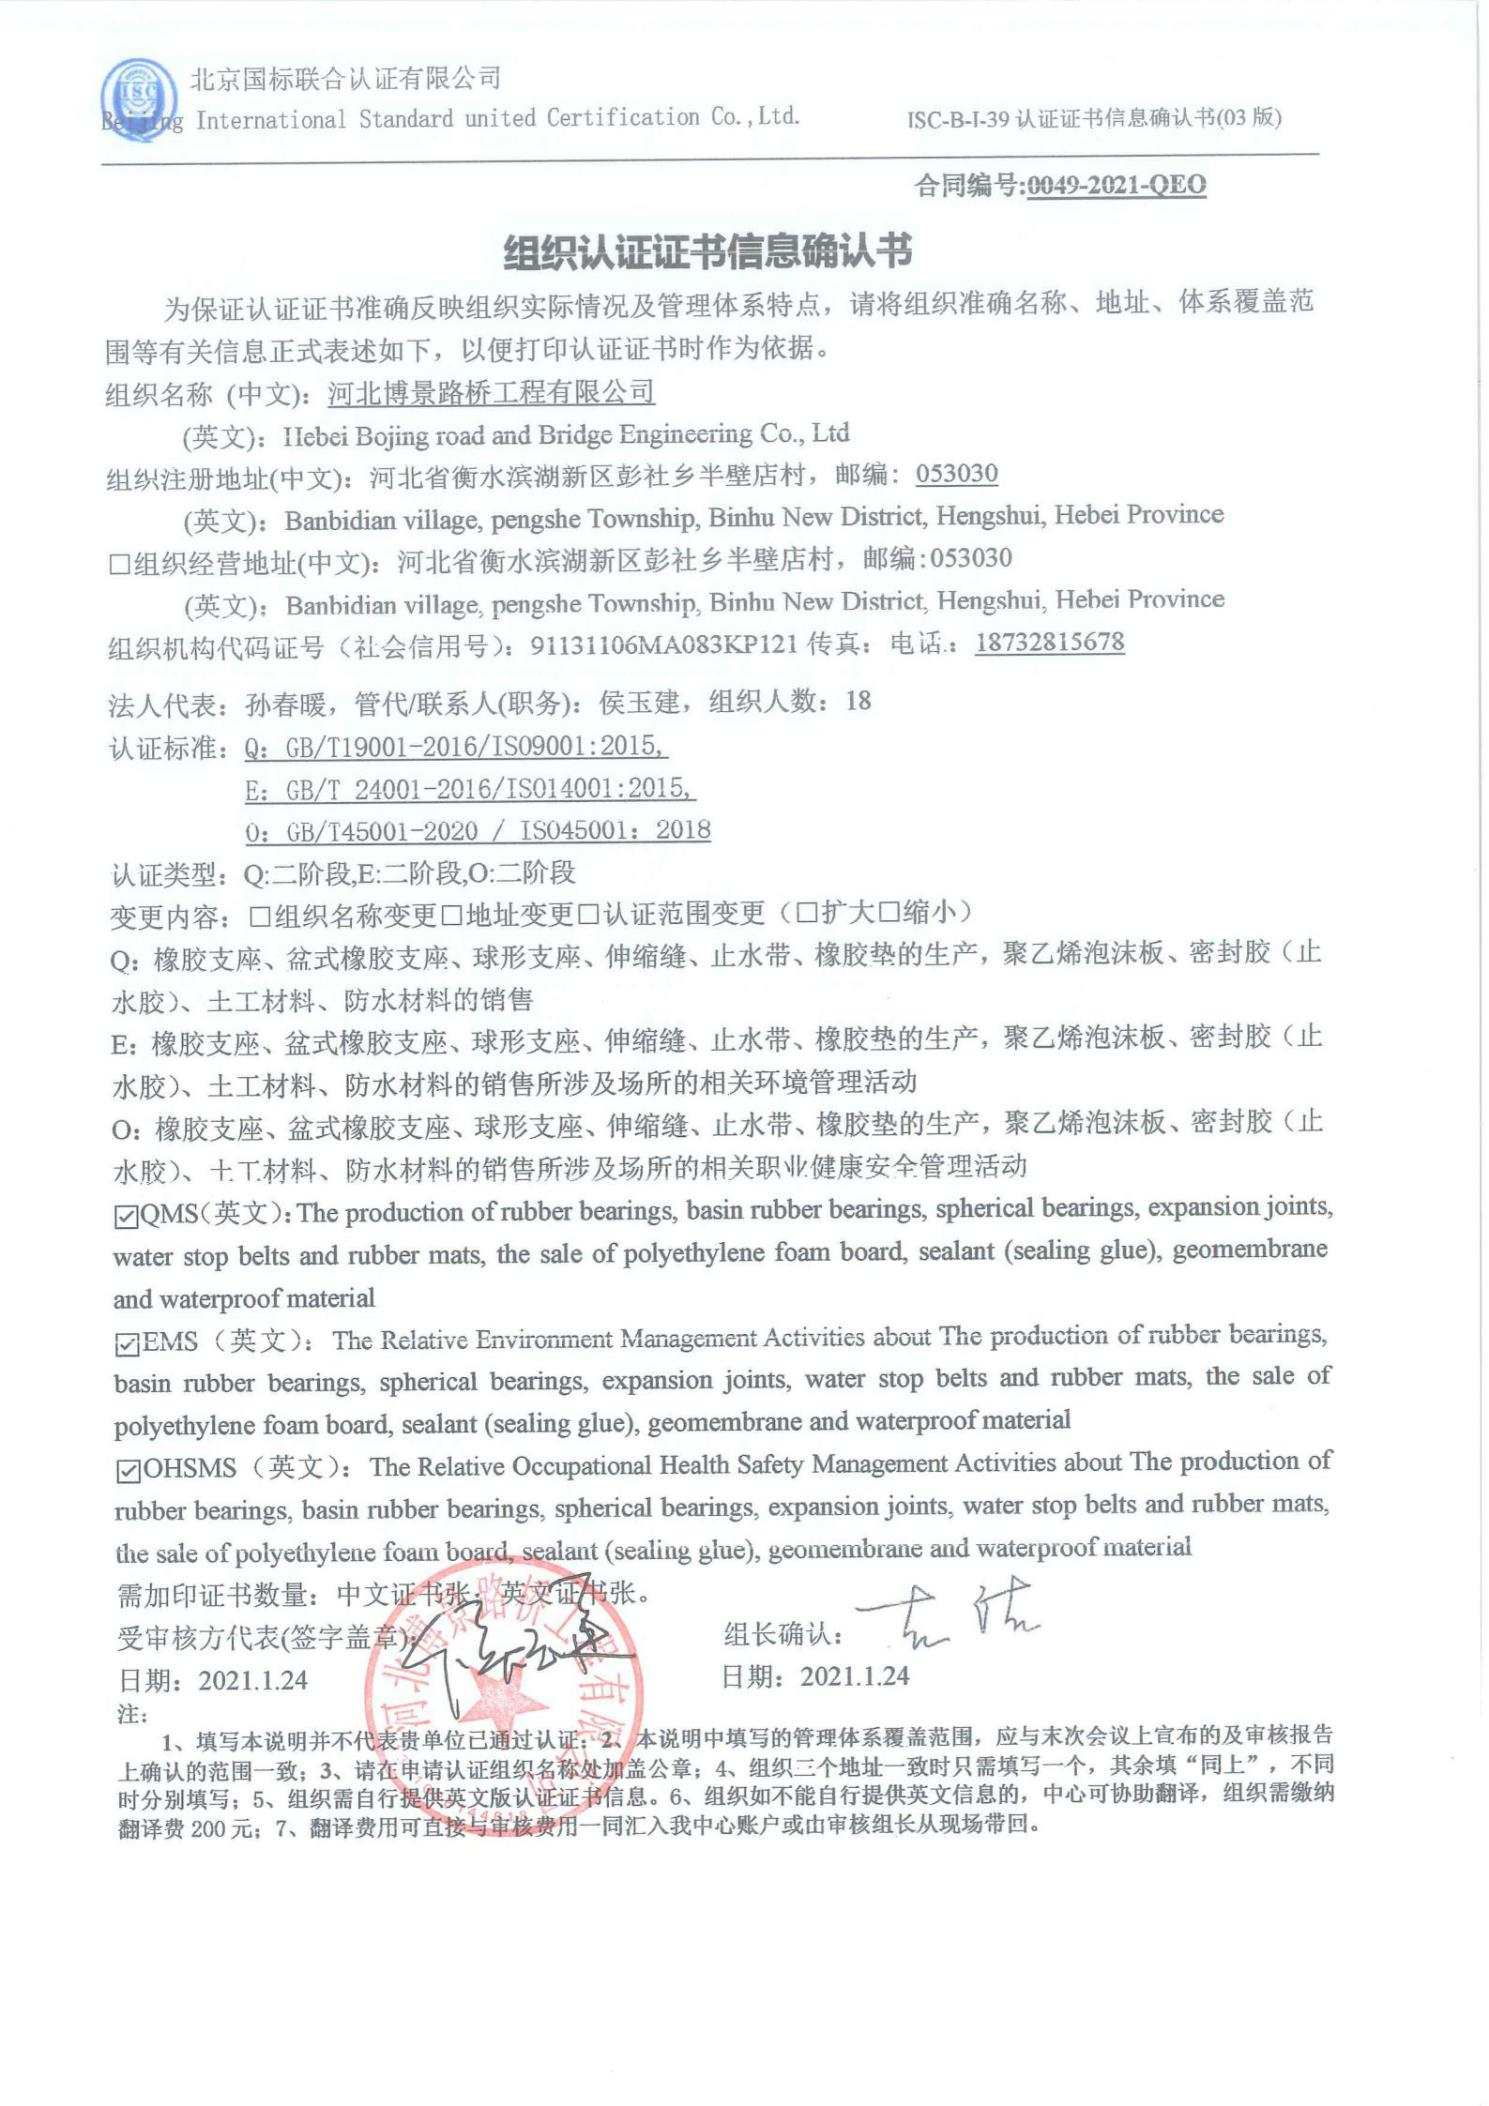 ISC
北京国标联合认证有限公司
Beijing International Standard united Certification Co.,Ltd.
ISC-B-I-39 认证证书信息确认书(03 版)
合同编号:0049-2021-QEO
组织认证证书信息确认书
为保证认证证书准确反映组织实际情况及管理体系特点，请将组织准确名称、地址、体系覆盖范
围等有关信息正式表述如下，以便打印认证证书时作为依据。
组织名称 (中文)：河北博景路桥工程有限公司
(英文)：Hebei Bojing road and Bridge Engineering Co., Ltd
组织注册地址(中文)：河北省衡水滨湖新区彭社乡半壁店村，邮编：053030
(英文)：Banbidian village, pengshe Township, Binhu New District, Hengshui, Hebei Province
□组织经营地址(中文)：河北省衡水滨湖新区彭社乡半壁店村，邮编:053030
(英文)：Banbidian village, pengshe Township, Binhu New District, Hengshui, Hebei Province
组织机构代码证号（社会信用号）：91131106MA083KP121 传真：电话.：18732815678
法人代表：孙春暖，管代/联系人(职务)：侯玉建，组织人数：18
认证标准：Q：GB/T19001-2016/ISO9001:2015,
E：GB/T 24001-2016/ISO14001:2015,
O：GB/T45001-2020 / ISO45001：2018
认证类型：Q:二阶段,E:二阶段,O:二阶段
变更内容：□组织名称变更□地址变更□认证范围变更（□扩大□缩小）
Q：橡胶支座、盆式橡胶支座、球形支座、伸缩缝、止水带、橡胶垫的生产，聚乙烯泡沫板、密封胶（止
水胶）、土工材料、防水材料的销售
E：橡胶支座、盆式橡胶支座、球形支座、伸缩缝、止水带、橡胶垫的生产，聚乙烯泡沫板、密封胶（止
水胶）、土工材料、防水材料的销售所涉及场所的相关环境管理活动
O：橡胶支座、盆式橡胶支座、球形支座、伸缩缝、止水带、橡胶垫的生产，聚乙烯泡沫板、密封胶（止
水胶）、土工材料、防水材料的销售所涉及场所的相关职业健康安全管理活动
☑QMS（英文）：The production of rubber bearings, basin rubber bearings, spherical bearings, expansion joints,
water stop belts and rubber mats, the sale of polyethylene foam board, sealant (sealing glue), geomembrane
and waterproof material
☑EMS（英文）：The Relative Environment Management Activities about The production of rubber bearings,
basin rubber bearings, spherical bearings, expansion joints, water stop belts and rubber mats, the sale of
polyethylene foam board, sealant (sealing glue), geomembrane and waterproof material
☑OHSMS（英文）：The Relative Occupational Health Safety Management Activities about The production of
rubber bearings, basin rubber bearings, spherical bearings, expansion joints, water stop belts and rubber mats,
the sale of polyethylene foam board, sealant (sealing glue), geomembrane and waterproof material
需加印证书数量：中文证书张；英文证书张。
受审核方代表(签字盖章):
组长确认：
日期：2021.1.24
日期：2021.1.24
河北博景路桥工程有限公司
注：
1、填写本说明并不代表贵单位已通过认证；2、本说明中填写的管理体系覆盖范围，应与末次会议上宣布的及审核报告
上确认的范围一致；3、请在申请认证组织名称处加盖公章；4、组织三个地址一致时只需填写一个，其余填“同上”，不同
时分别填写；5、组织需自行提供英文版认证证书信息。6、组织如不能自行提供英文信息的，中心可协助翻译，组织需缴纳
翻译费 200 元；7、翻译费用可直接与审核费用一同汇入我中心账户或由审核组长从现场带回。